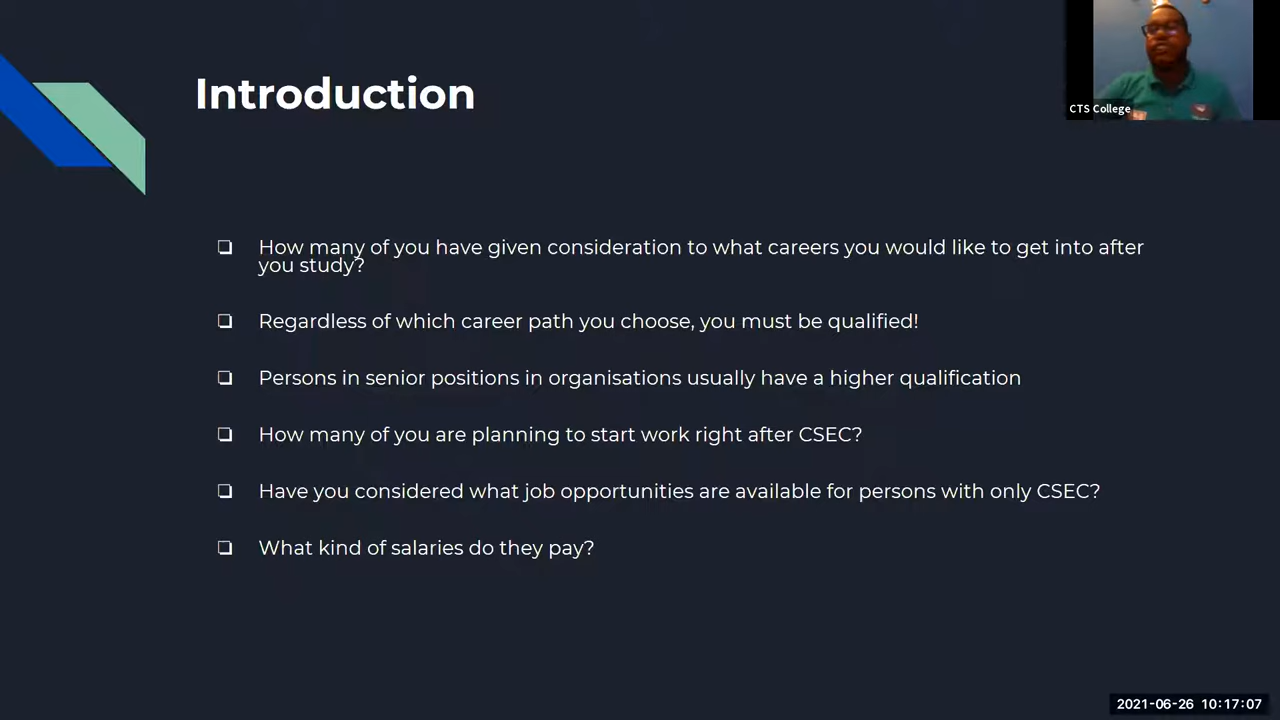 Introduction
CTS College
❏ How many of you have given consideration to what careers you would like to get into after
you study?
❏ Regardless of which career path you choose, you must be qualified!
❏ Persons in senior positions in organisations usually have a higher qualification
❏ How many of you are planning to start work right after CSEC?
❏ Have you considered what job opportunities are available for persons with only CSEC?
❏ What kind of salaries do they pay?
2021-06-26 10:17:07